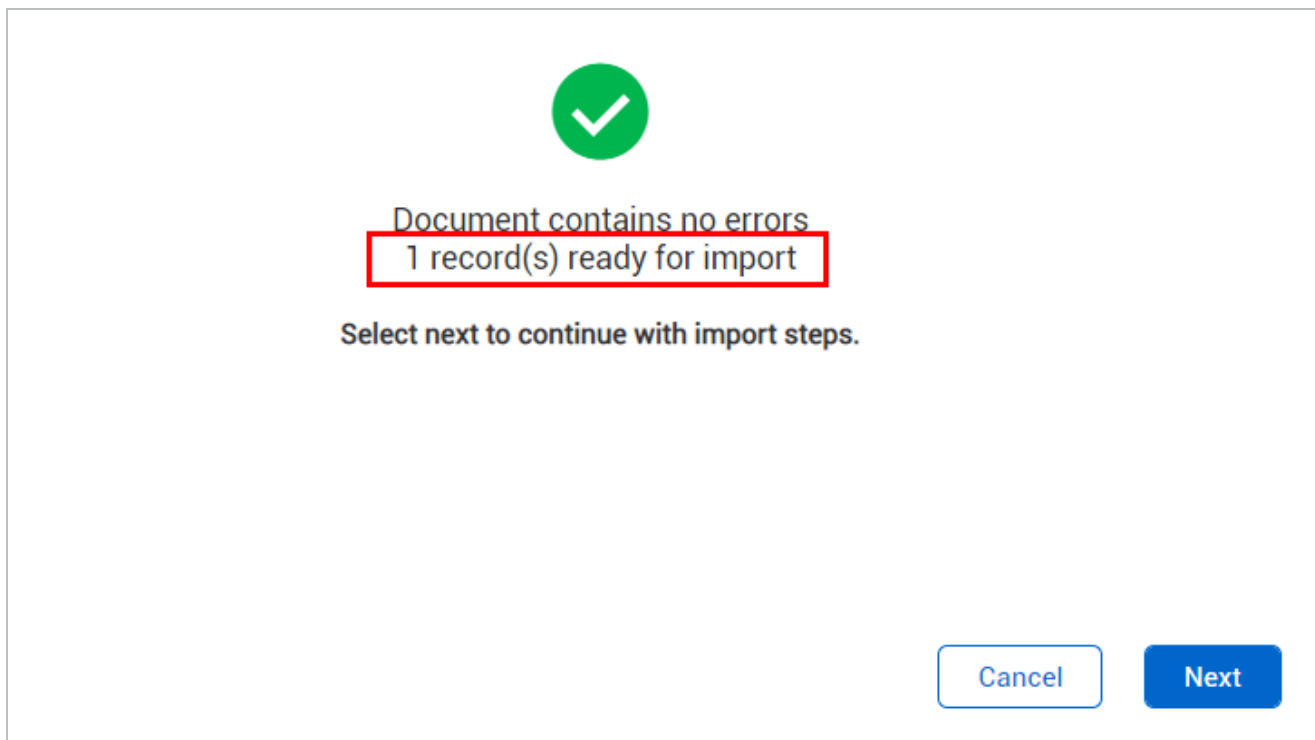 Document contains no errors
1 record(s) ready for import
Select next to continue with import steps.
Cancel
Next